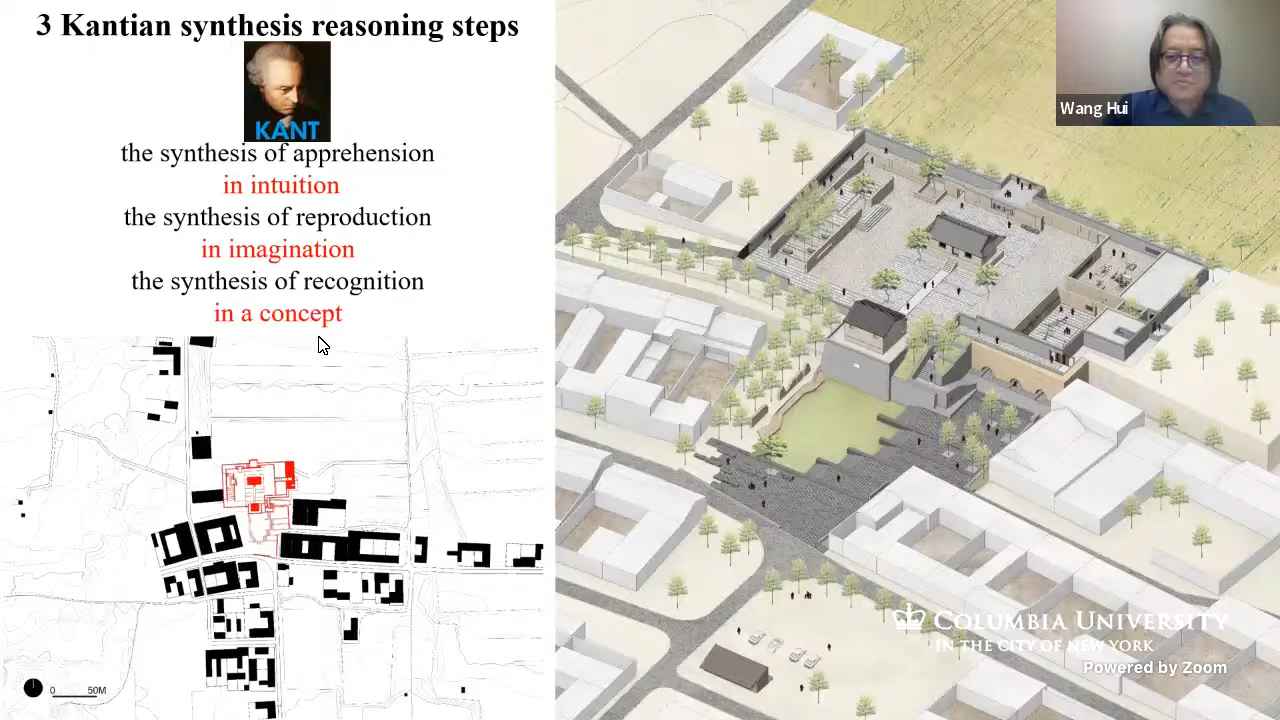 3 Kantian synthesis reasoning steps
KANT
the synthesis of apprehension
in intuition
the synthesis of reproduction
in imagination
the synthesis of recognition
in a concept
0 50M
Wang Hui
COLUMBIA UNIVERSITY
IN THE CITY OF NEW YORK
Powered by Zoom